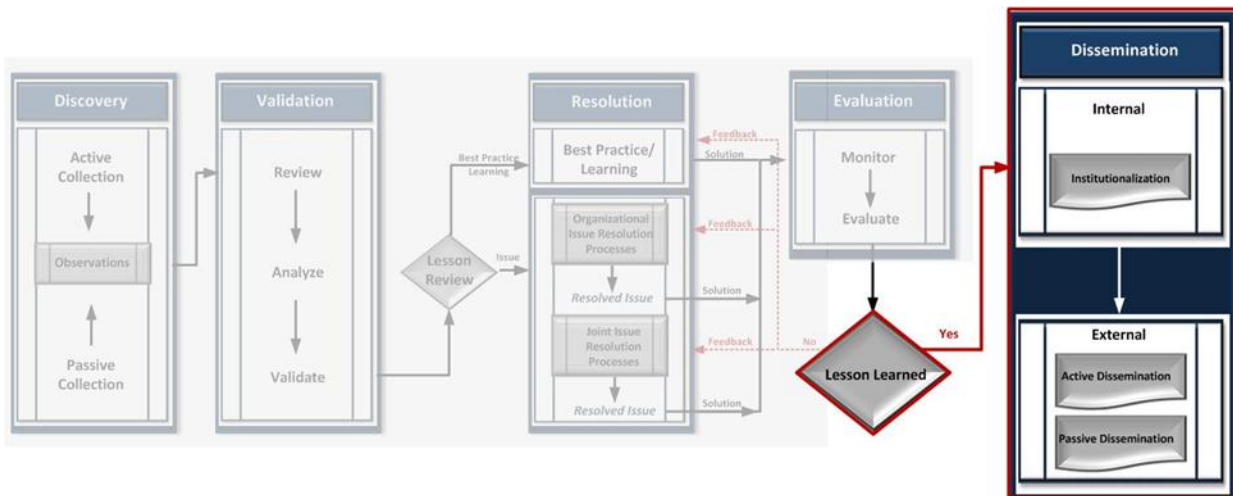 Discovery
Active
Collection
Observations
Passive
Collection
Validation
Review
Analyze
Validate
Lesson
Review
Best Practice
Learning
Issue
Resolution
Best Practice/
Learning
Organizational
Issue Resolution
Processes
Resolved Issue
Joint Issue
Resolution
Processes
Resolved Issue
Feedback
Solution
Feedback
Solution
Feedback
No
Solution
Evaluation
Monitor
Evaluate
Lesson Learned
Yes
Dissemination
Internal
Institutionalization
External
Active Dissemination
Passive Dissemination